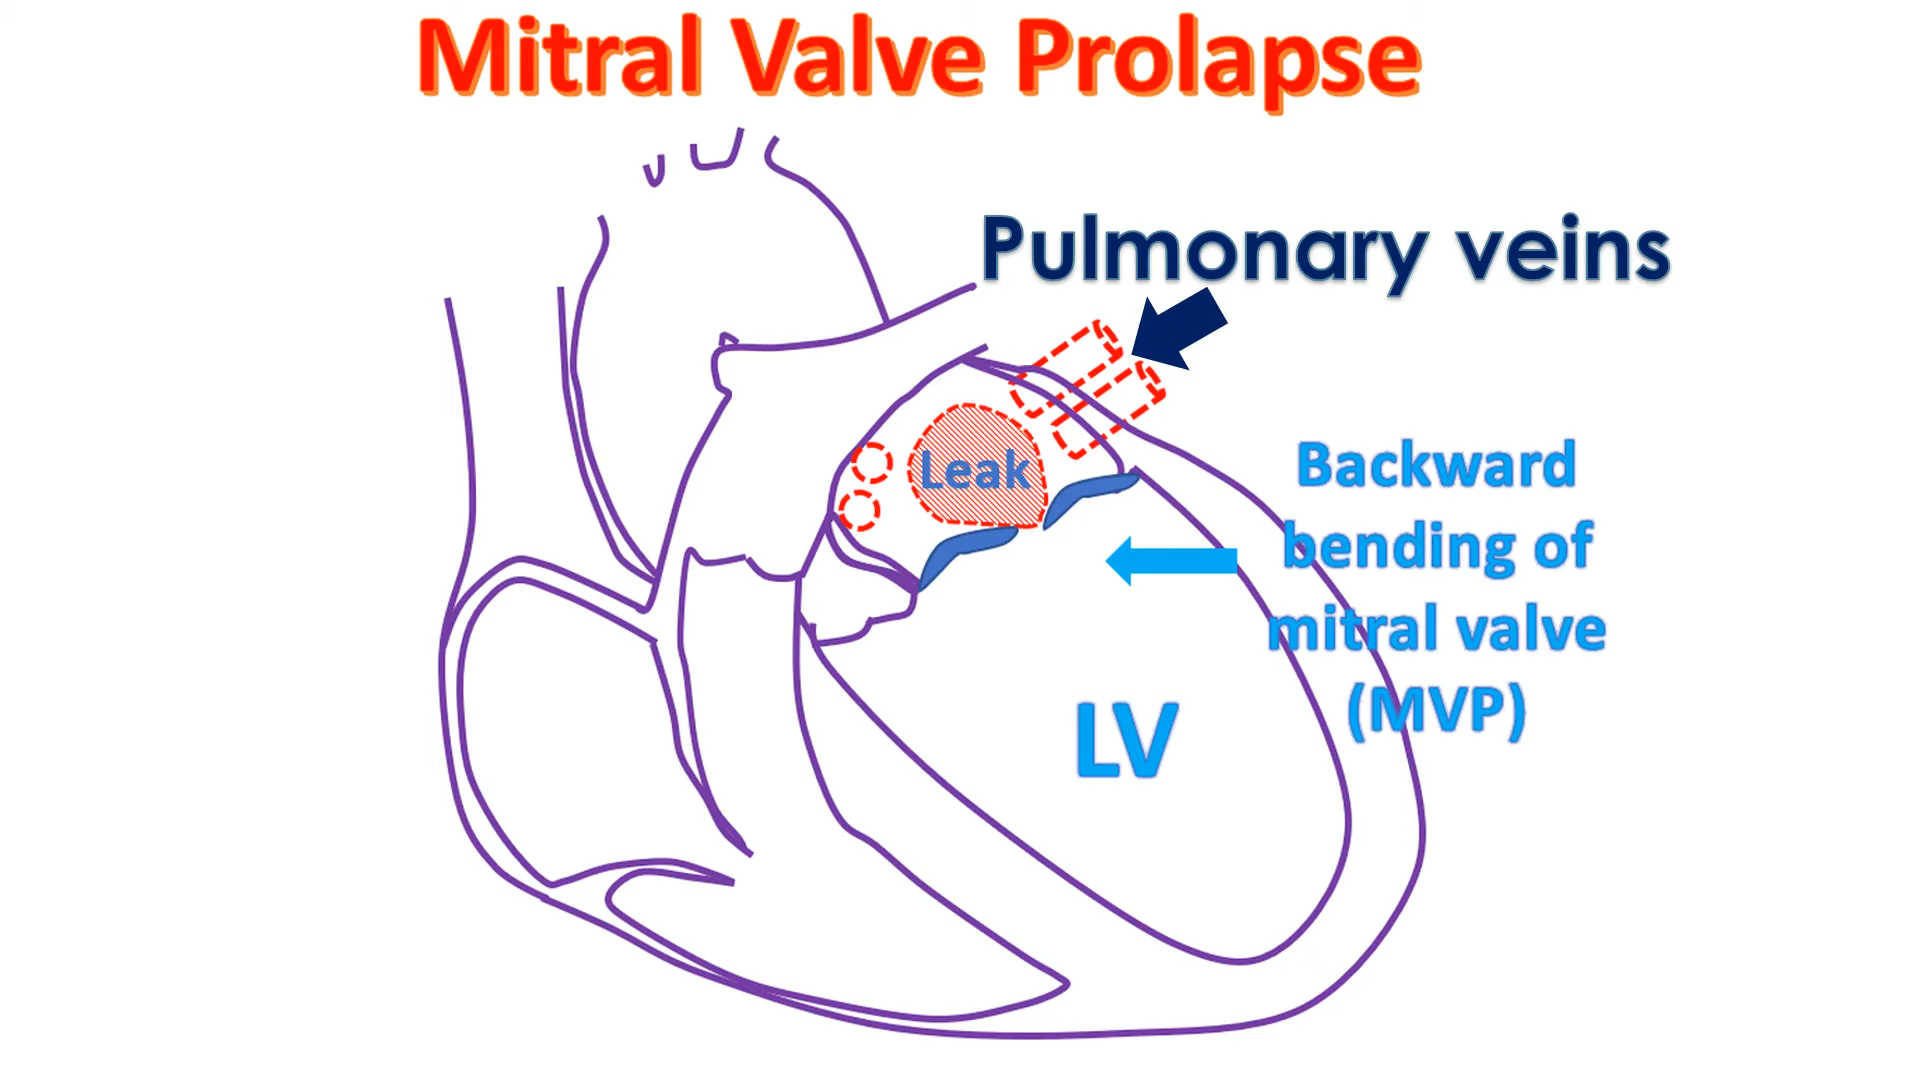 Mitral Valve Prolapse
Pulmonary veins
Leak
Backward
bending of
mitral valve
(MVP)
LV